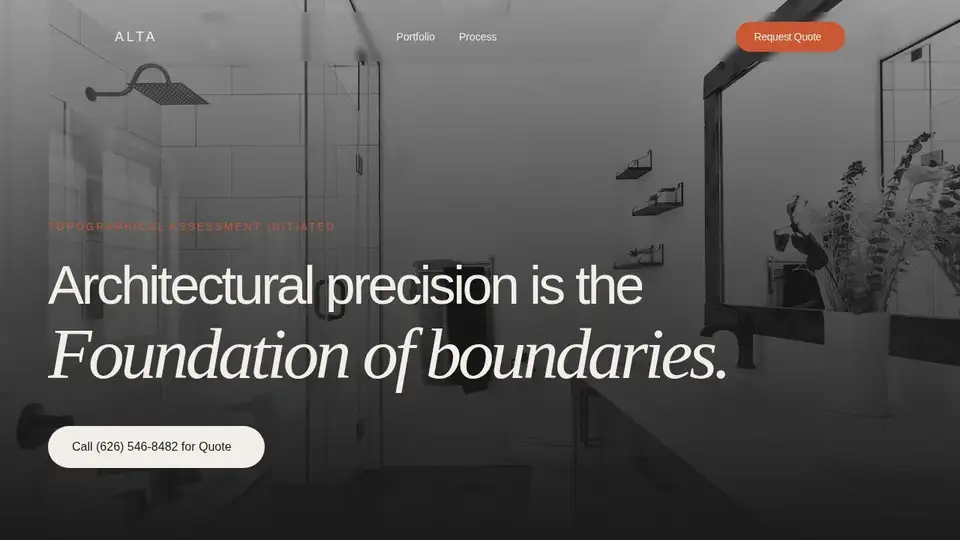 ALTA
Portfolio
Process
Request Quote
TOPOGRAPHICAL ASSESSMENT INITIATED
Architectural precision is the
Foundation of boundaries.
Call (626) 546-8482 for Quote